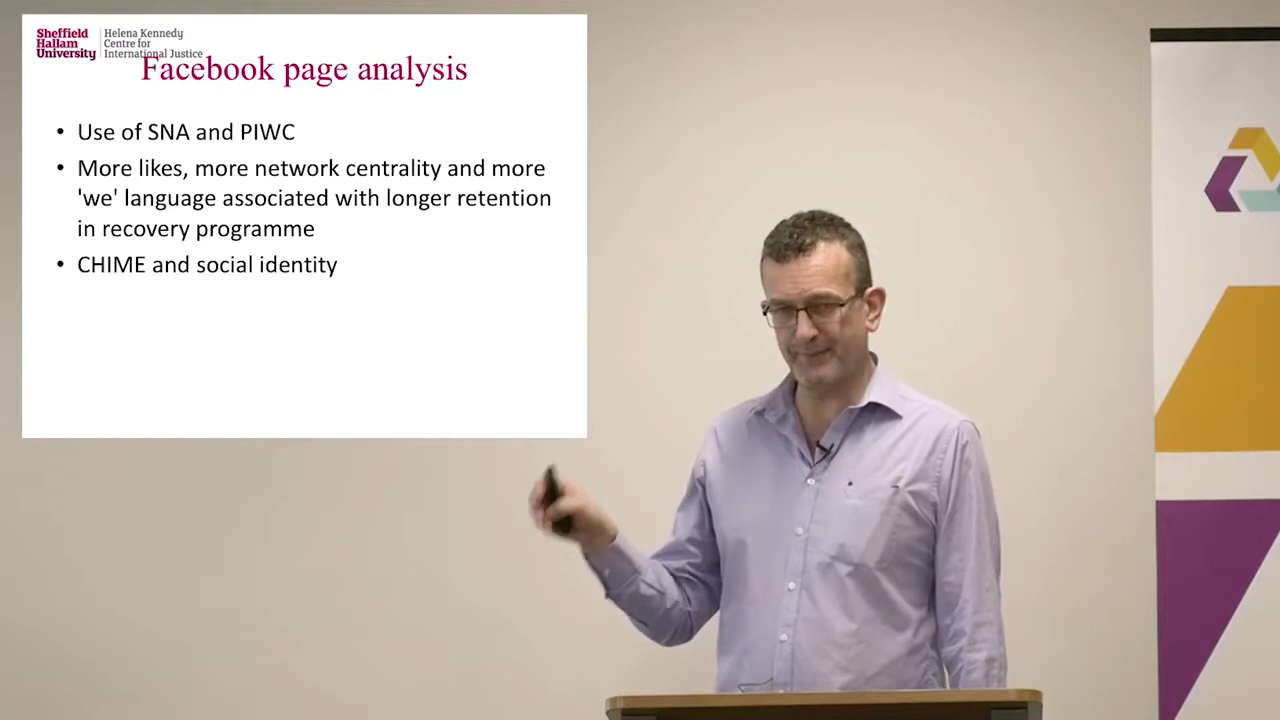 Sheffield
Hallam
University
Helena Kennedy
Centre for
International Justice
Facebook page analysis
• Use of SNA and PIWC
• More likes, more network centrality and more
'we' language associated with longer retention
in recovery programme
• CHIME and social identity